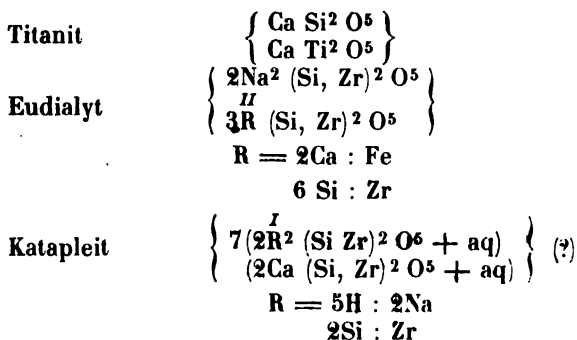 Titanit { Ca Si² O⁵
Ca Ti² O⁵ }
Eudialyt { 2Na² (Si, Zr)² O⁵
II
3R (Si, Zr)² O⁵ }
R = 2Ca : Fe
6 Si : Zr
Katapleit { 7(2R² (Si Zr)² O⁵ + aq) } (?)
I
(2Ca (Si, Zr)² O⁵ + aq)
R = 5H : 2Na
2Si : Zr